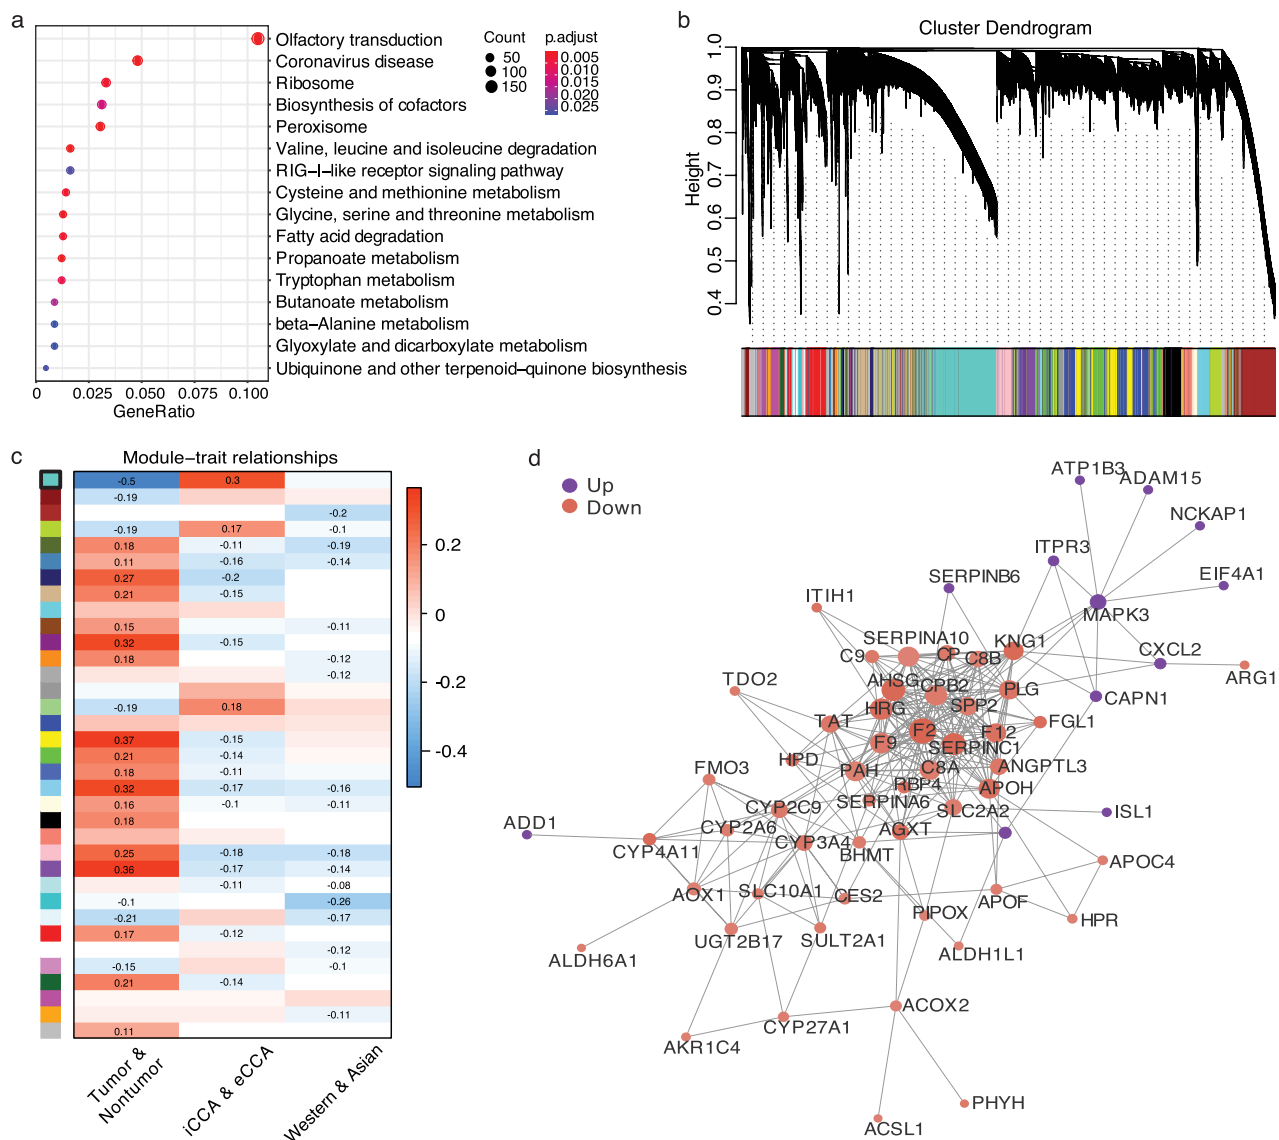 a
Olfactory transduction
Coronavirus disease
Ribosome
Biosynthesis of cofactors
Peroxisome
Valine, leucine and isoleucine degradation
RIG−I−like receptor signaling pathway
Cysteine and methionine metabolism
Glycine, serine and threonine metabolism
Fatty acid degradation
Propanoate metabolism
Tryptophan metabolism
Butanoate metabolism
beta−Alanine metabolism
Glyoxylate and dicarboxylate metabolism
Ubiquinone and other terpenoid−quinone biosynthesis
0 0.025 0.050 0.075 0.100
GeneRatio
Count
50
100
150
p.adjust
0.005
0.010
0.015
0.020
0.025
b
Cluster Dendrogram
Height
1.0
0.9
0.8
0.7
0.6
0.5
0.4
c
Module−trait relationships
-0.5 0.3
-0.19
-0.2
-0.19 0.17 -0.1
0.18 -0.11 -0.19
0.11 -0.16 -0.14
0.27 -0.2
0.21 -0.15
0.15 -0.11
0.32 -0.15
0.18 -0.12
-0.12
-0.19 0.18
0.37 -0.15
0.21 -0.14
0.18 -0.11
0.32 -0.17 -0.16
0.16 -0.1 -0.11
0.18
0.25 -0.18 -0.18
0.36 -0.17 -0.14
-0.11 -0.08
-0.1 -0.26
-0.21 -0.17
0.17 -0.12
-0.12
-0.15 -0.1
0.21 -0.14
-0.11
0.11
Tumor &
Nontumor
iCCA & eCCA
Western & Asian
0.2
0
-0.2
-0.4
d
Up
Down
ATP1B3
ADAM15
NCKAP1
ITPR3
EIF4A1
SERPINB6
ITIH1
MAPK3
SERPINA10
KNG1
C9
CP
C8B
CXCL2
ARG1
TDO2
AHSG
CPB2
PLG
CAPN1
HRG
SPP2
TAT
FGL1
F2
F12
F9
SERPINC1
HPD
PAH
C8A
ANGPTL3
FMO3
RBP4
APOH
CYP2C9
SERPINA6
SLC2A2
ISL1
ADD1
CYP2A6
AGXT
CYP4A11
CYP3A4
BHMT
APOC4
AOX1
SLC10A1
CES2
APOF
PIPOX
HPR
UGT2B17
SULT2A1
ALDH6A1
ALDH1L1
ACOX2
CYP27A1
AKR1C4
PHYH
ACSL1